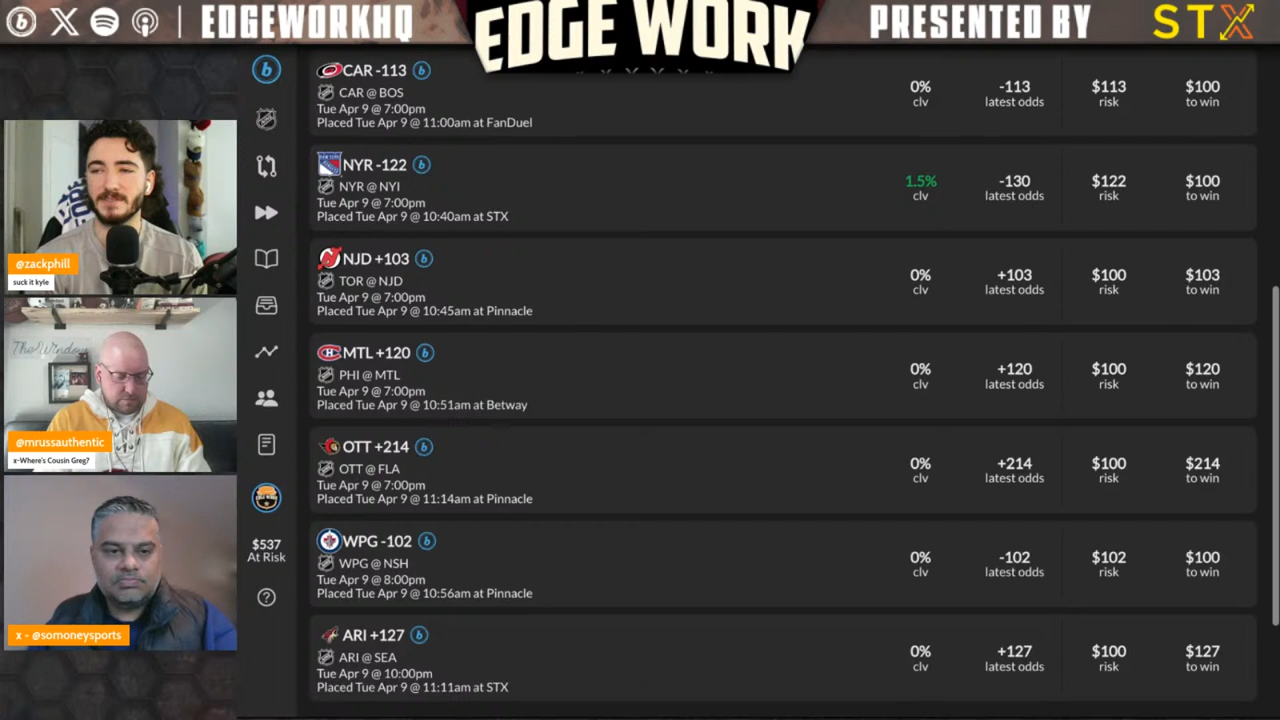 EDGEWORKHQ
EDGE WORK
PRESENTED BY
STX
@zackphill
suck it kyle
The Window
@mrussauthentic
x-Where's Cousin Greg?
x - @somoneysports
b
EDGE WORK
$537
At Risk
CAR -113 b
CAR @ BOS
Tue Apr 9 @ 7:00pm
Placed Tue Apr 9 @ 11:00am at FanDuel
0%
clv
-113
latest odds
$113
risk
$100
to win
NYR -122 b
NYR @ NYI
Tue Apr 9 @ 7:00pm
Placed Tue Apr 9 @ 10:40am at STX
1.5%
clv
-130
latest odds
$122
risk
$100
to win
NJD +103 b
TOR @ NJD
Tue Apr 9 @ 7:00pm
Placed Tue Apr 9 @ 10:45am at Pinnacle
0%
clv
+103
latest odds
$100
risk
$103
to win
MTL +120 b
PHI @ MTL
Tue Apr 9 @ 7:00pm
Placed Tue Apr 9 @ 10:51am at Betway
0%
clv
+120
latest odds
$100
risk
$120
to win
OTT +214 b
OTT @ FLA
Tue Apr 9 @ 7:00pm
Placed Tue Apr 9 @ 11:14am at Pinnacle
0%
clv
+214
latest odds
$100
risk
$214
to win
WPG -102 b
WPG @ NSH
Tue Apr 9 @ 8:00pm
Placed Tue Apr 9 @ 10:56am at Pinnacle
0%
clv
-102
latest odds
$102
risk
$100
to win
ARI +127 b
ARI @ SEA
Tue Apr 9 @ 10:00pm
Placed Tue Apr 9 @ 11:11am at STX
0%
clv
+127
latest odds
$100
risk
$127
to win